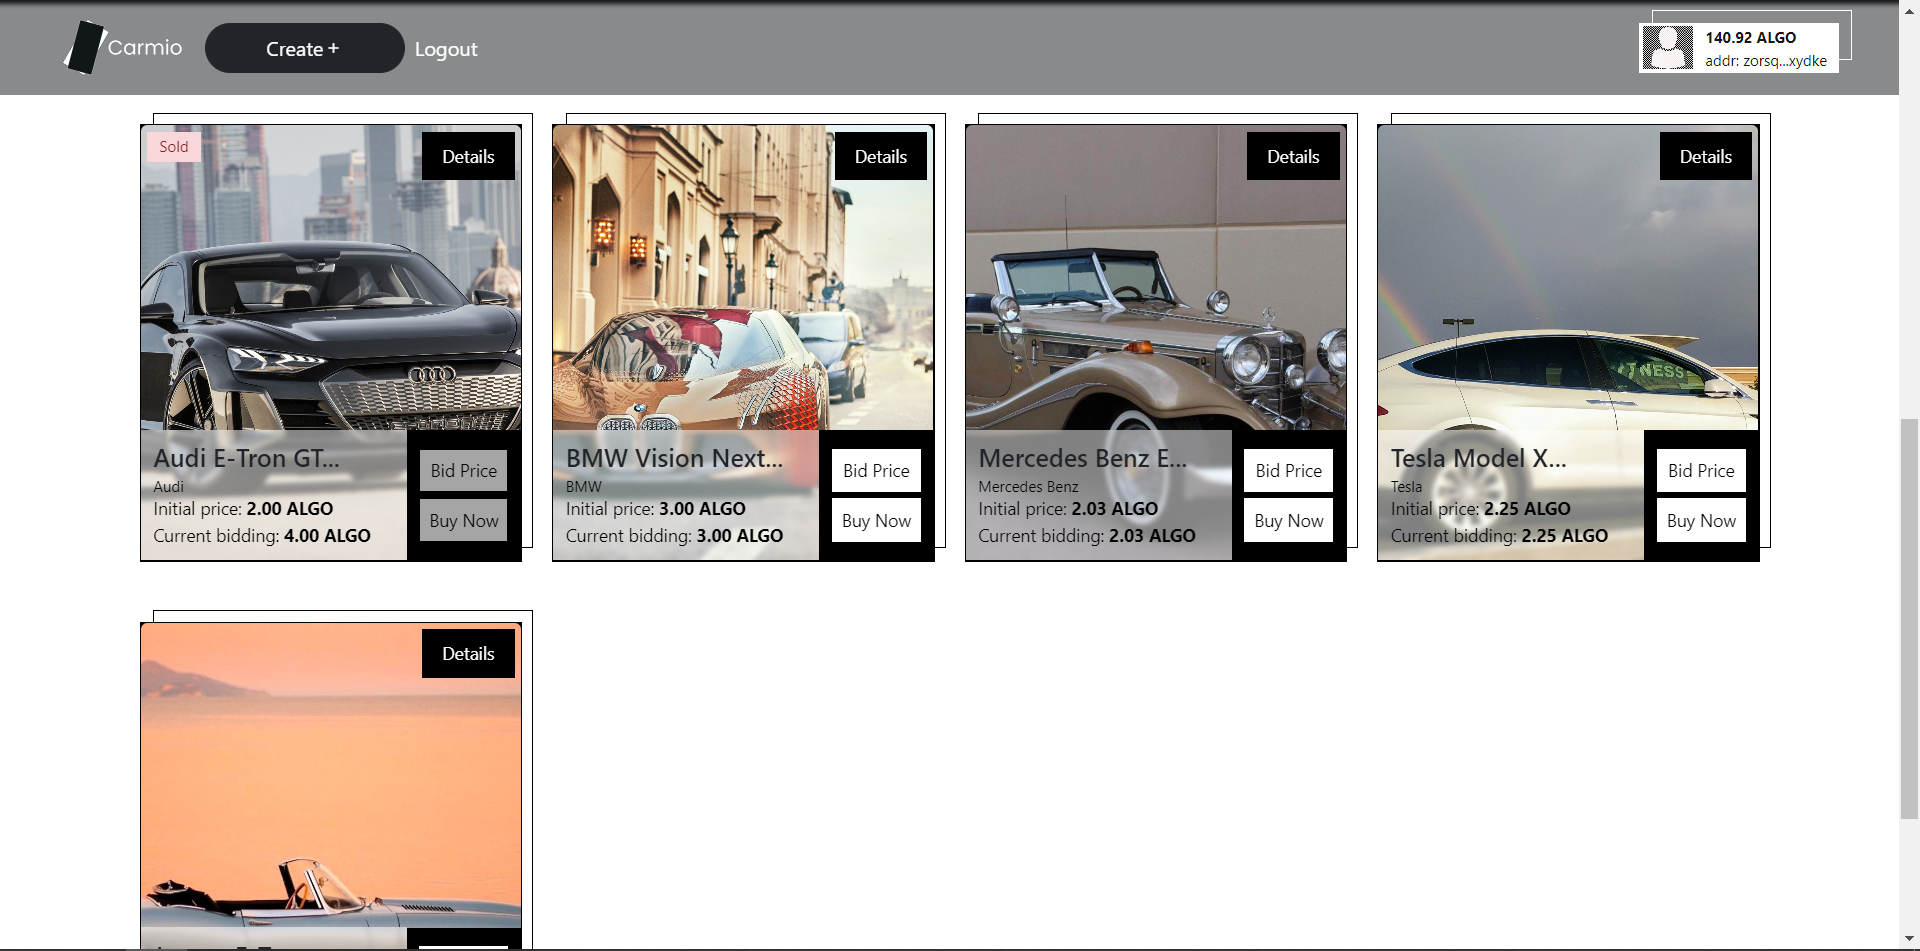 Carmio
Create +
Logout
140.92 ALGO
addr: zorsq...xydke
Sold
Details
Audi E-Tron GT...
Audi
Initial price: 2.00 ALGO
Current bidding: 4.00 ALGO
Bid Price
Buy Now
Details
BMW Vision Next...
BMW
Initial price: 3.00 ALGO
Current bidding: 3.00 ALGO
Bid Price
Buy Now
Details
Mercedes Benz E...
Mercedes Benz
Initial price: 2.03 ALGO
Current bidding: 2.03 ALGO
Bid Price
Buy Now
Details
Tesla Model X...
Tesla
Initial price: 2.25 ALGO
Current bidding: 2.25 ALGO
Bid Price
Buy Now
Details